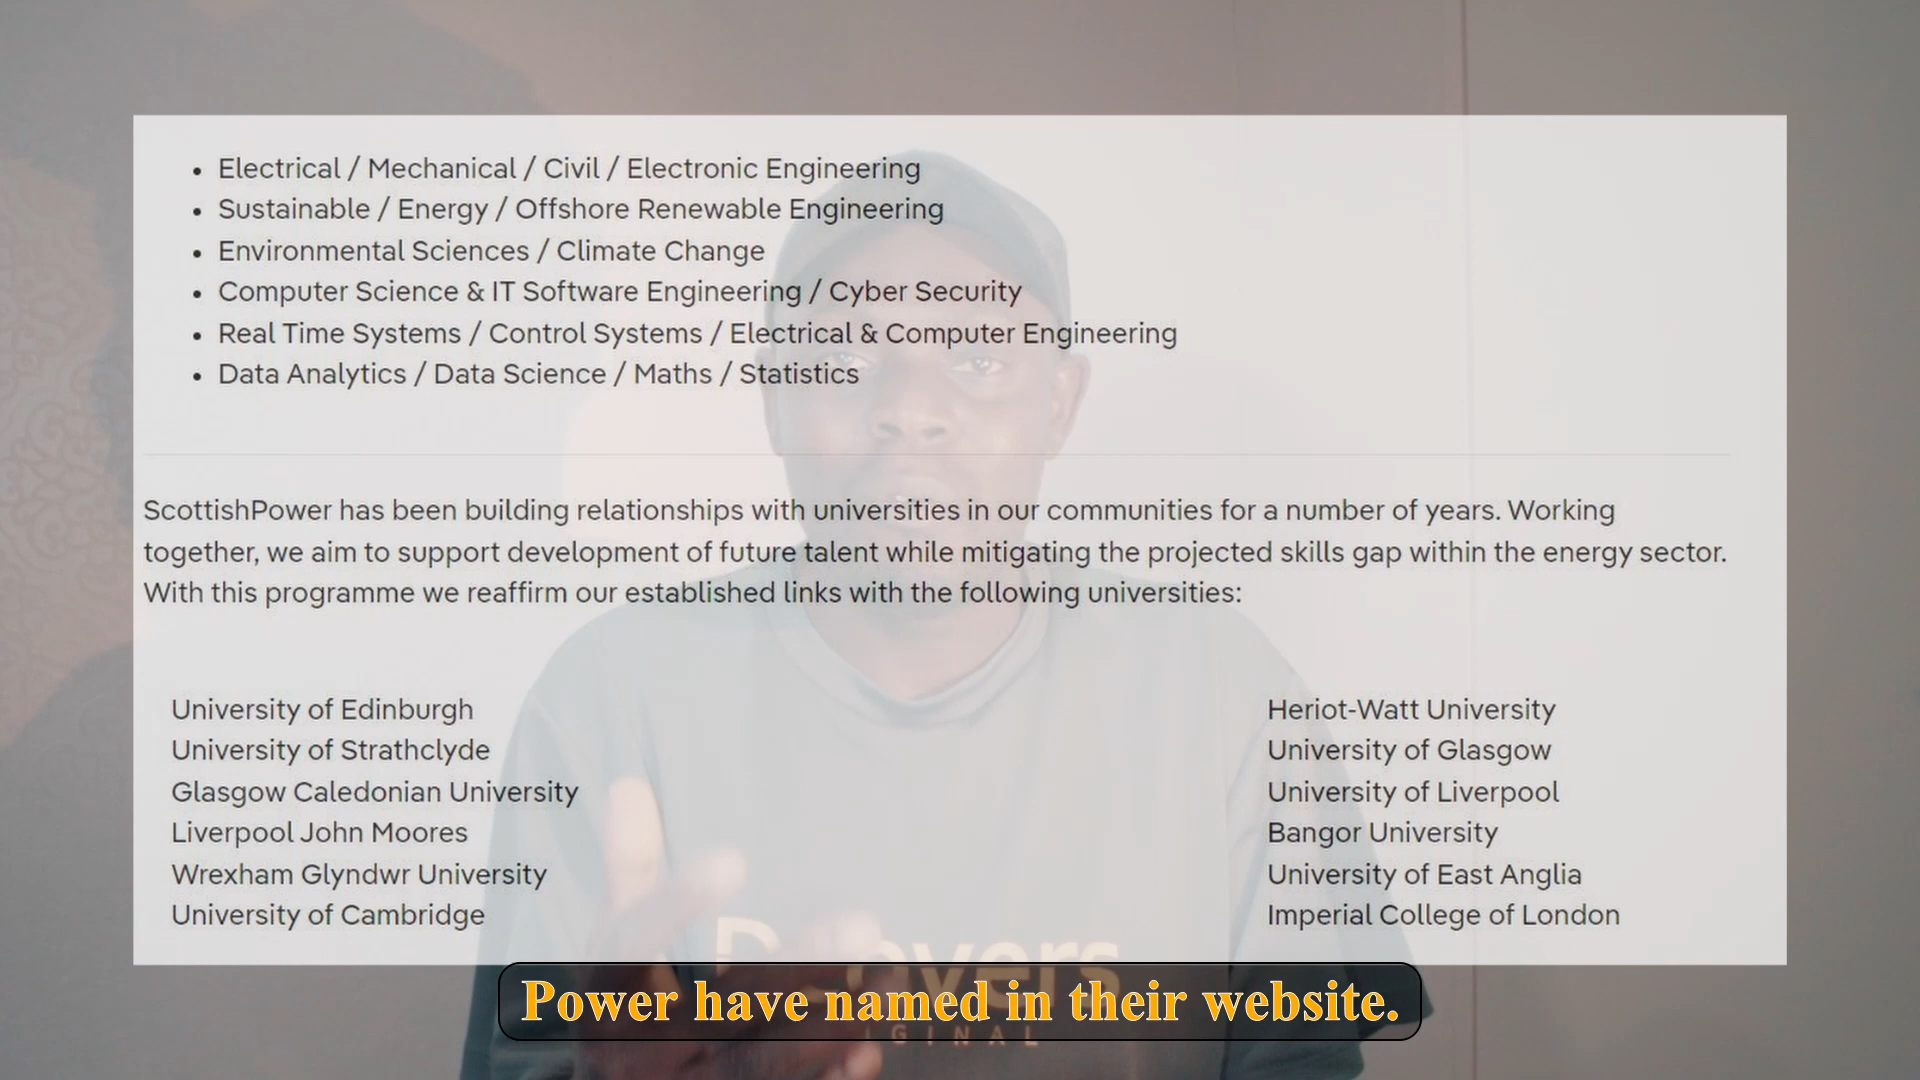 • Electrical / Mechanical / Civil / Electronic Engineering
• Sustainable / Energy / Offshore Renewable Engineering
• Environmental Sciences / Climate Change
• Computer Science & IT Software Engineering / Cyber Security
• Real Time Systems / Control Systems / Electrical & Computer Engineering
• Data Analytics / Data Science / Maths / Statistics
ScottishPower has been building relationships with universities in our communities for a number of years. Working
together, we aim to support development of future talent while mitigating the projected skills gap within the energy sector.
With this programme we reaffirm our established links with the following universities:
University of Edinburgh
University of Strathclyde
Glasgow Caledonian University
Liverpool John Moores
Wrexham Glyndwr University
University of Cambridge
Heriot-Watt University
University of Glasgow
University of Liverpool
Bangor University
University of East Anglia
Imperial College of London
Power have named in their website.